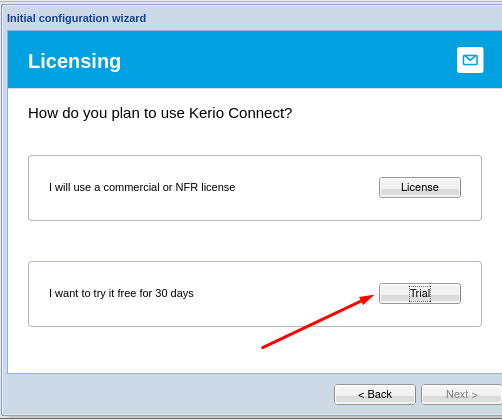 Initial configuration wizard
Licensing
How do you plan to use Kerio Connect?
I will use a commercial or NFR license
License
I want to try it free for 30 days
Trial
< Back
Next >